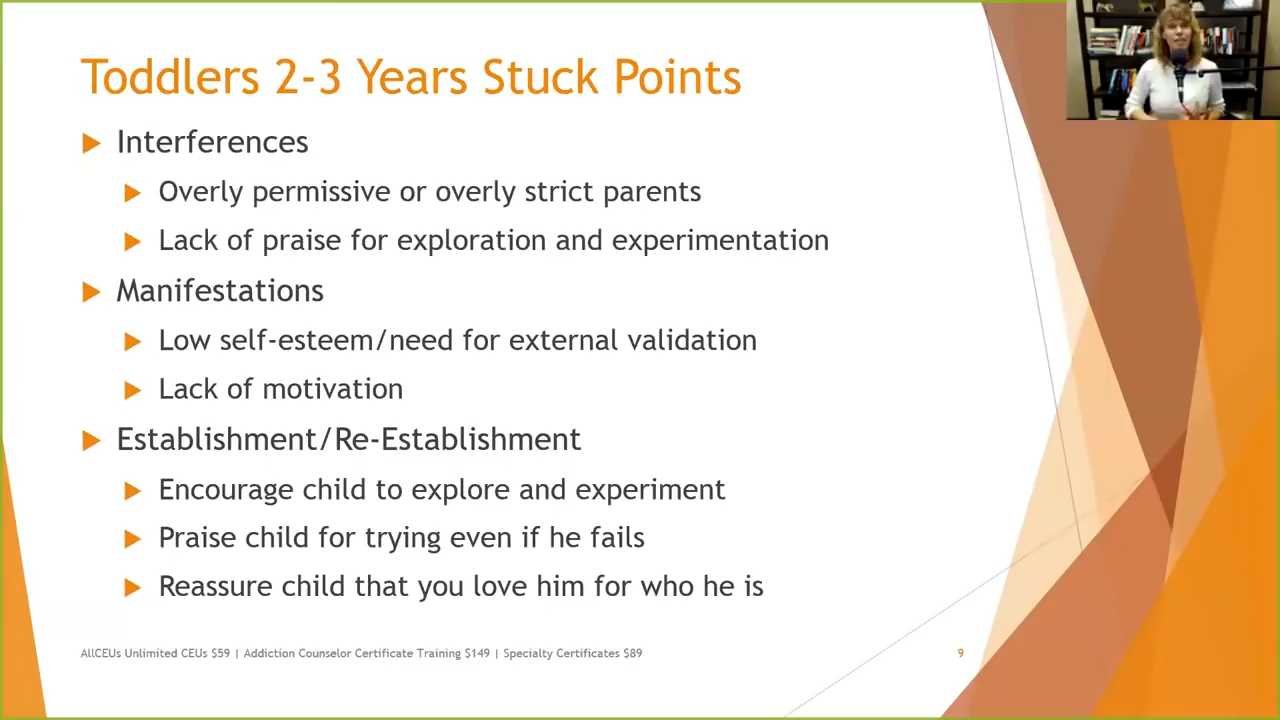 Toddlers 2-3 Years Stuck Points
Interferences
Overly permissive or overly strict parents
Lack of praise for exploration and experimentation
Manifestations
Low self-esteem/need for external validation
Lack of motivation
Establishment/Re-Establishment
Encourage child to explore and experiment
Praise child for trying even if he fails
Reassure child that you love him for who he is
AllCEUs Unlimited CEUs $59 | Addiction Counselor Certificate Training $149 | Specialty Certificates $89
9